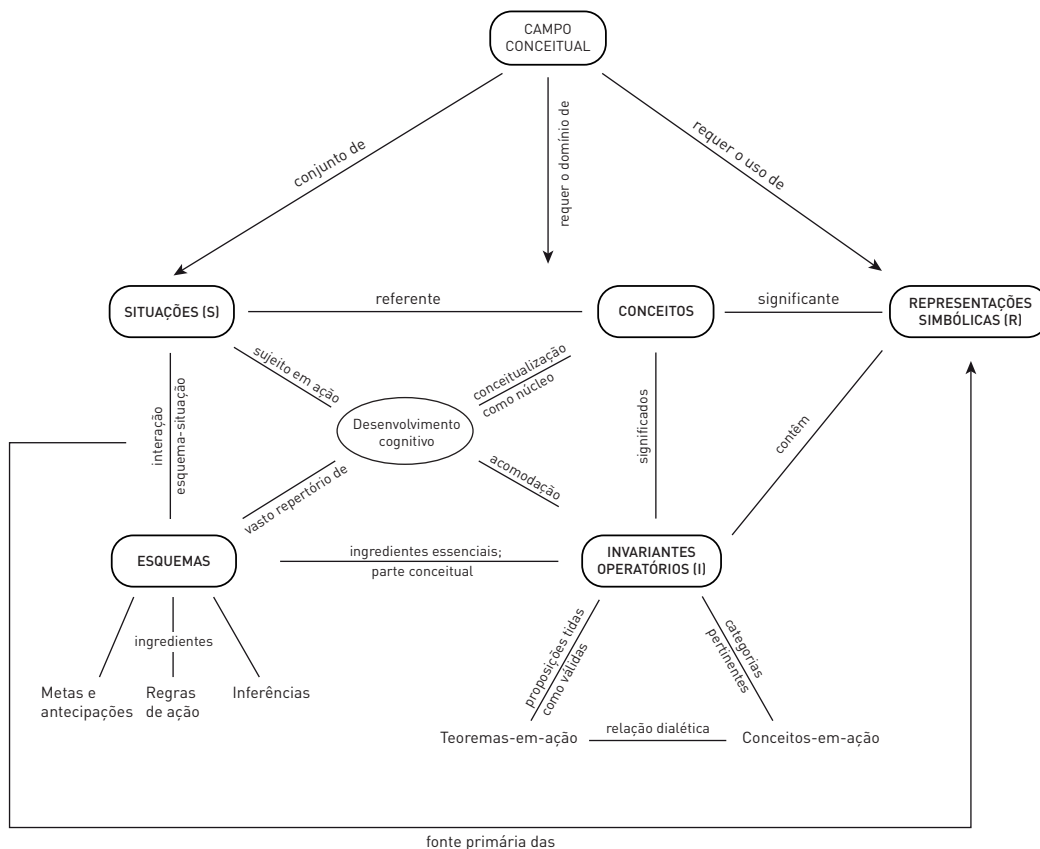 CAMPO
CONCEITUAL
conjunto de
requer o domínio de
requer o uso de
SITUAÇÕES (S)
referente
CONCEITOS
significante
REPRESENTAÇÕES
SIMBÓLICAS (R)
sujeito em ação
conceitualização
como núcleo
interação
esquema-situação
Desenvolvimento
cognitivo
significados
contêm
vasto repertório de
acomodação
ESQUEMAS
ingredientes essenciais;
parte conceitual
INVARIANTES
OPERATÓRIOS (I)
ingredientes
proposições tidas
como válidas
categorias
pertinentes
Metas e
antecipações
Regras
de ação
Inferências
Teoremas-em-ação
relação dialética
Conceitos-em-ação
fonte primária das